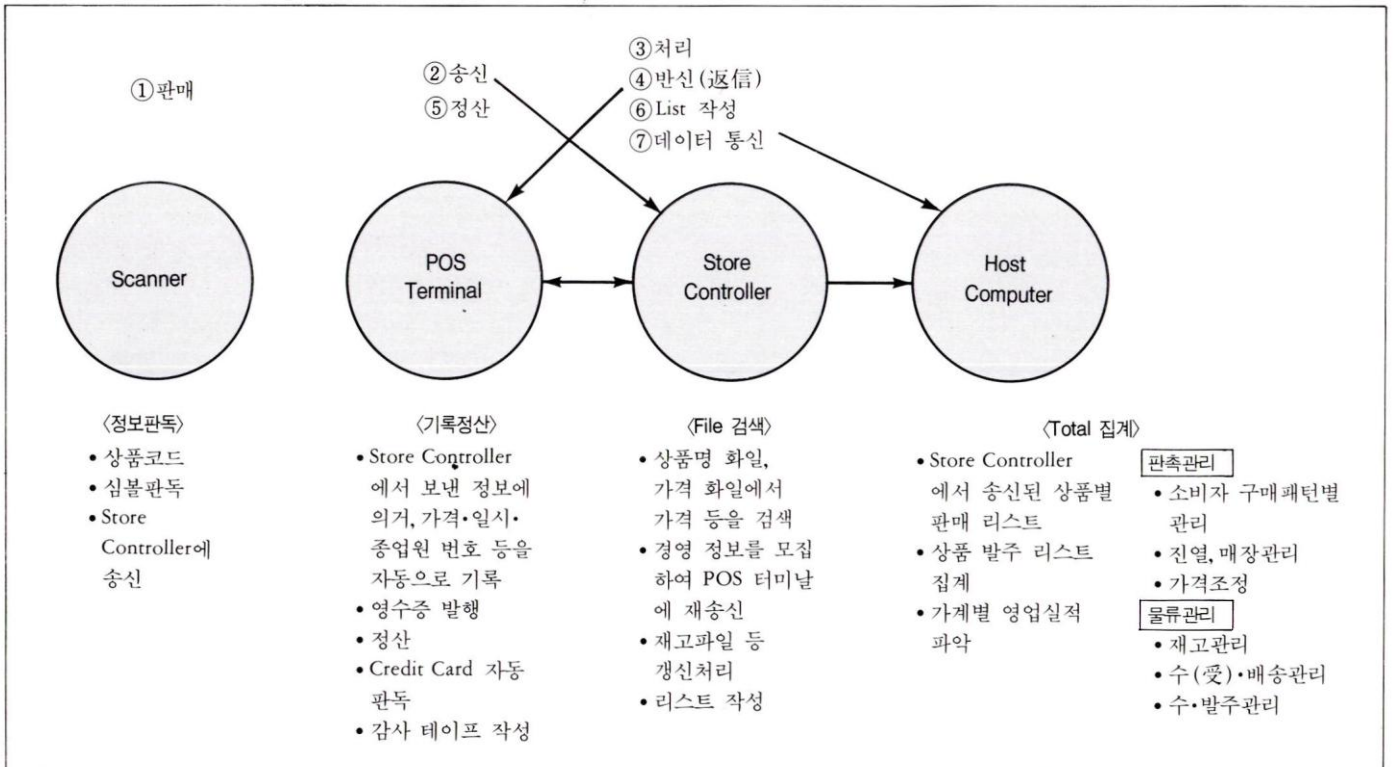 ①판매
②송신
⑤정산
③처리
④반신(返信)
⑥List 작성
⑦데이터 통신
Scanner
POS
Terminal
Store
Controller
Host
Computer
〈정보판독〉
• 상품코드
• 심볼판독
• Store
Controller에
송신
〈기록정산〉
• Store Controller
에서 보낸 정보에
의거, 가격•일시•
종업원 번호 등을
자동으로 기록
• 영수증 발행
• 정산
• Credit Card 자동
판독
• 감사 테이프 작성
〈File 검색〉
• 상품명 화일,
가격 화일에서
가격 등을 검색
• 경영 정보를 모집
하여 POS 터미날
에 재송신
• 재고파일 등
갱신처리
• 리스트 작성
〈Total 집계〉
• Store Controller
에서 송신된 상품별
판매 리스트
• 상품 발주 리스트
집계
• 가계별 영업실적
파악
판촉관리
• 소비자 구매패턴별
관리
• 진열, 매장관리
• 가격조정
물류관리
• 재고관리
• 수(受)•배송관리
• 수•발주관리